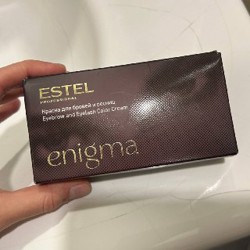 ESTEL
PROFESSIONAL
Краска для бровей и ресниц
Eyebrow and Eyelash Color Cream
enigma